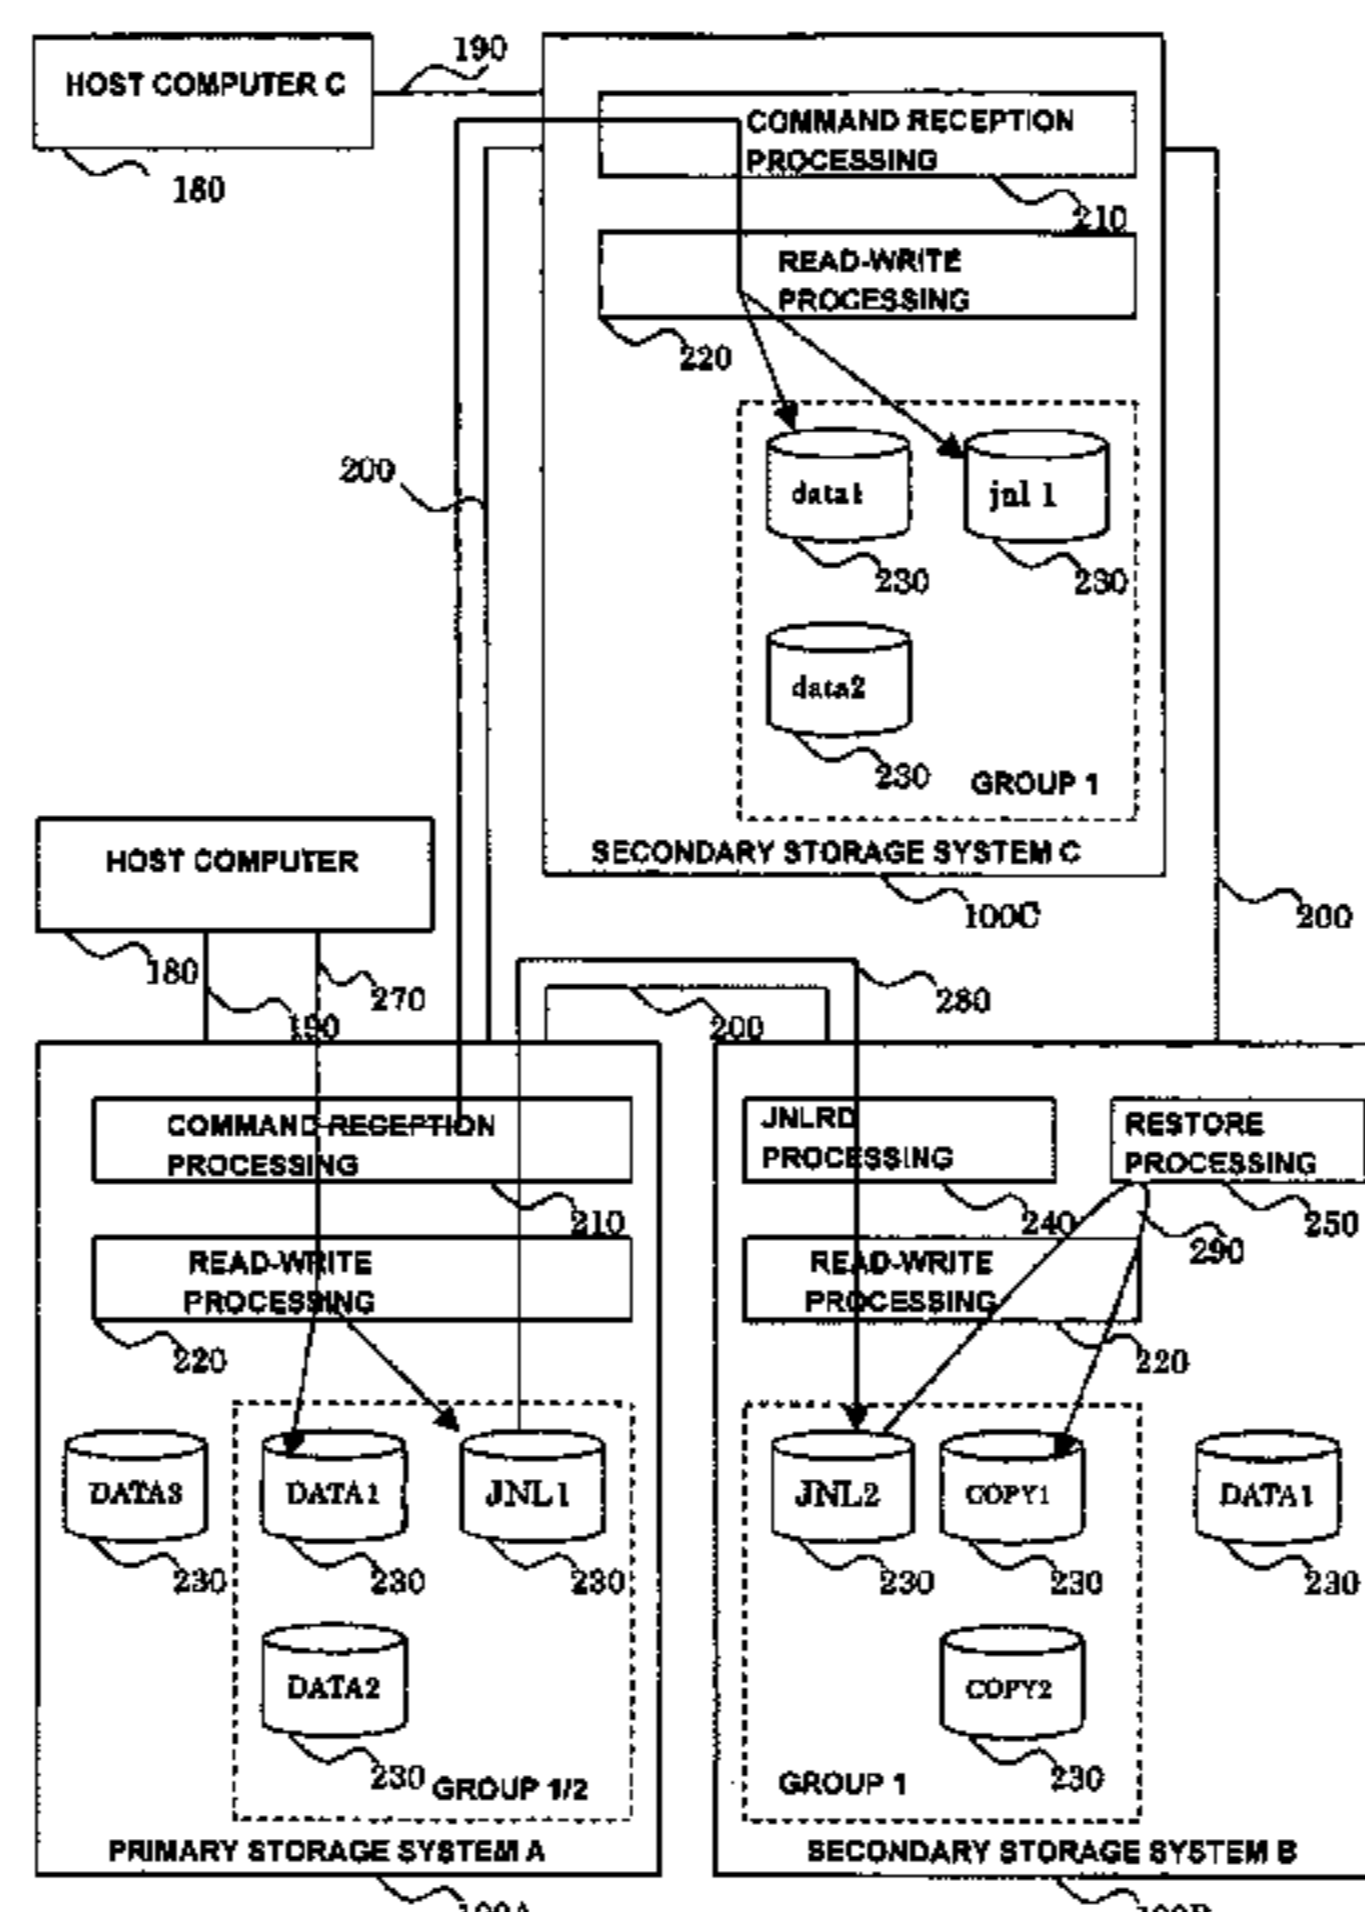 HOST COMPUTER C
190
180
COMMAND RECEPTION
PROCESSING
210
READ-WRITE
PROCESSING
220
200
data1
jnl 1
230
230
data2
230
GROUP 1
SECONDARY STORAGE SYSTEM C
100C
200
HOST COMPUTER
180
190
270
280
200
COMMAND RECEPTION
PROCESSING
210
READ-WRITE
PROCESSING
220
DATA3
DATA1
JNL1
230
230
230
DATA2
230
GROUP 1/2
PRIMARY STORAGE SYSTEM A
100A
JNLRD
PROCESSING
240
RESTORE
PROCESSING
250
290
READ-WRITE
PROCESSING
220
JNL2
COPY1
DATA1
230
230
230
COPY2
230
GROUP 1
SECONDARY STORAGE SYSTEM B
100B